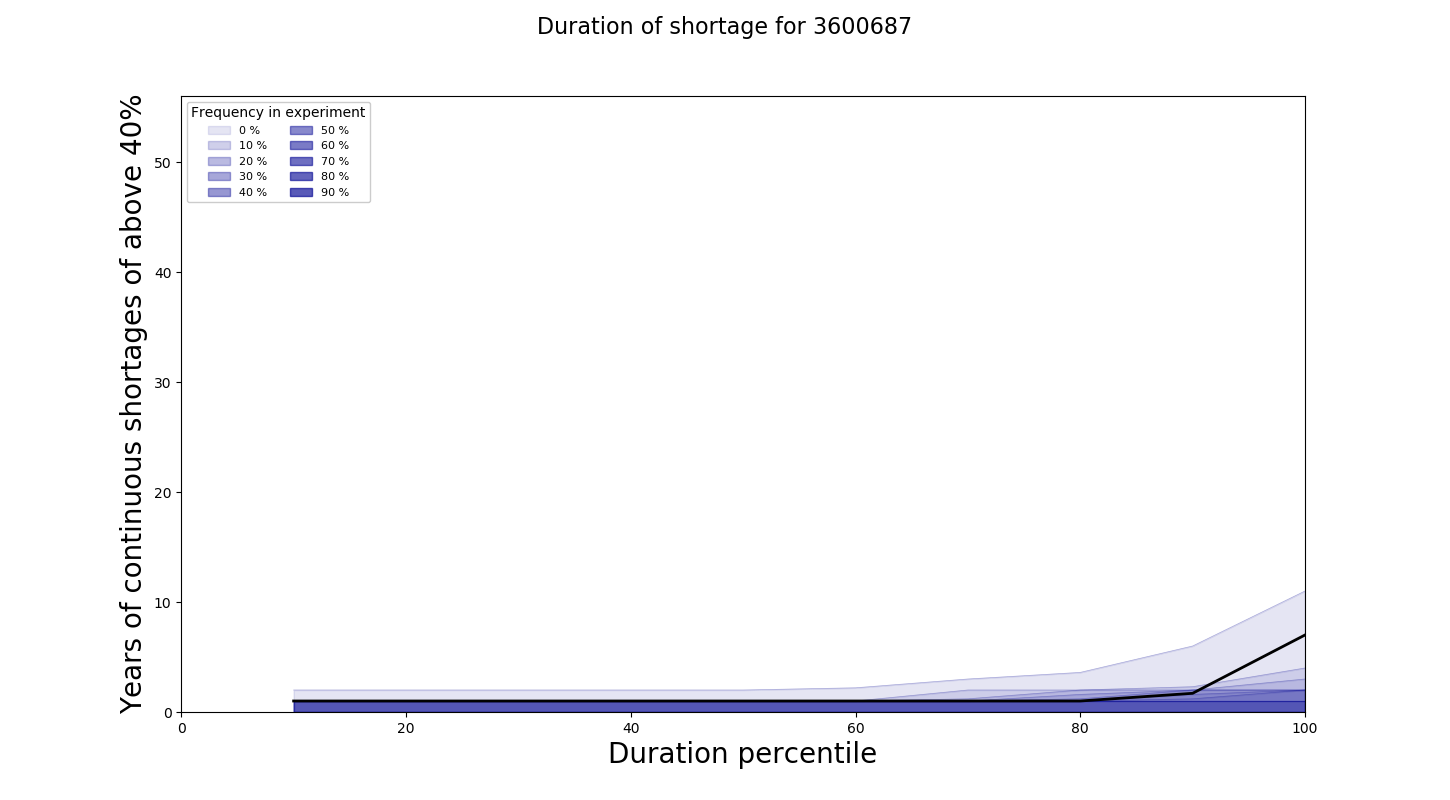 Duration of shortage for 3600687
Years of continuous shortages of above 40%
Frequency in experiment
0 % 50 %
10 % 60 %
20 % 70 %
30 % 80 %
40 % 90 %
50
40
30
20
10
0
0 20 40 60 80 100
Duration percentile